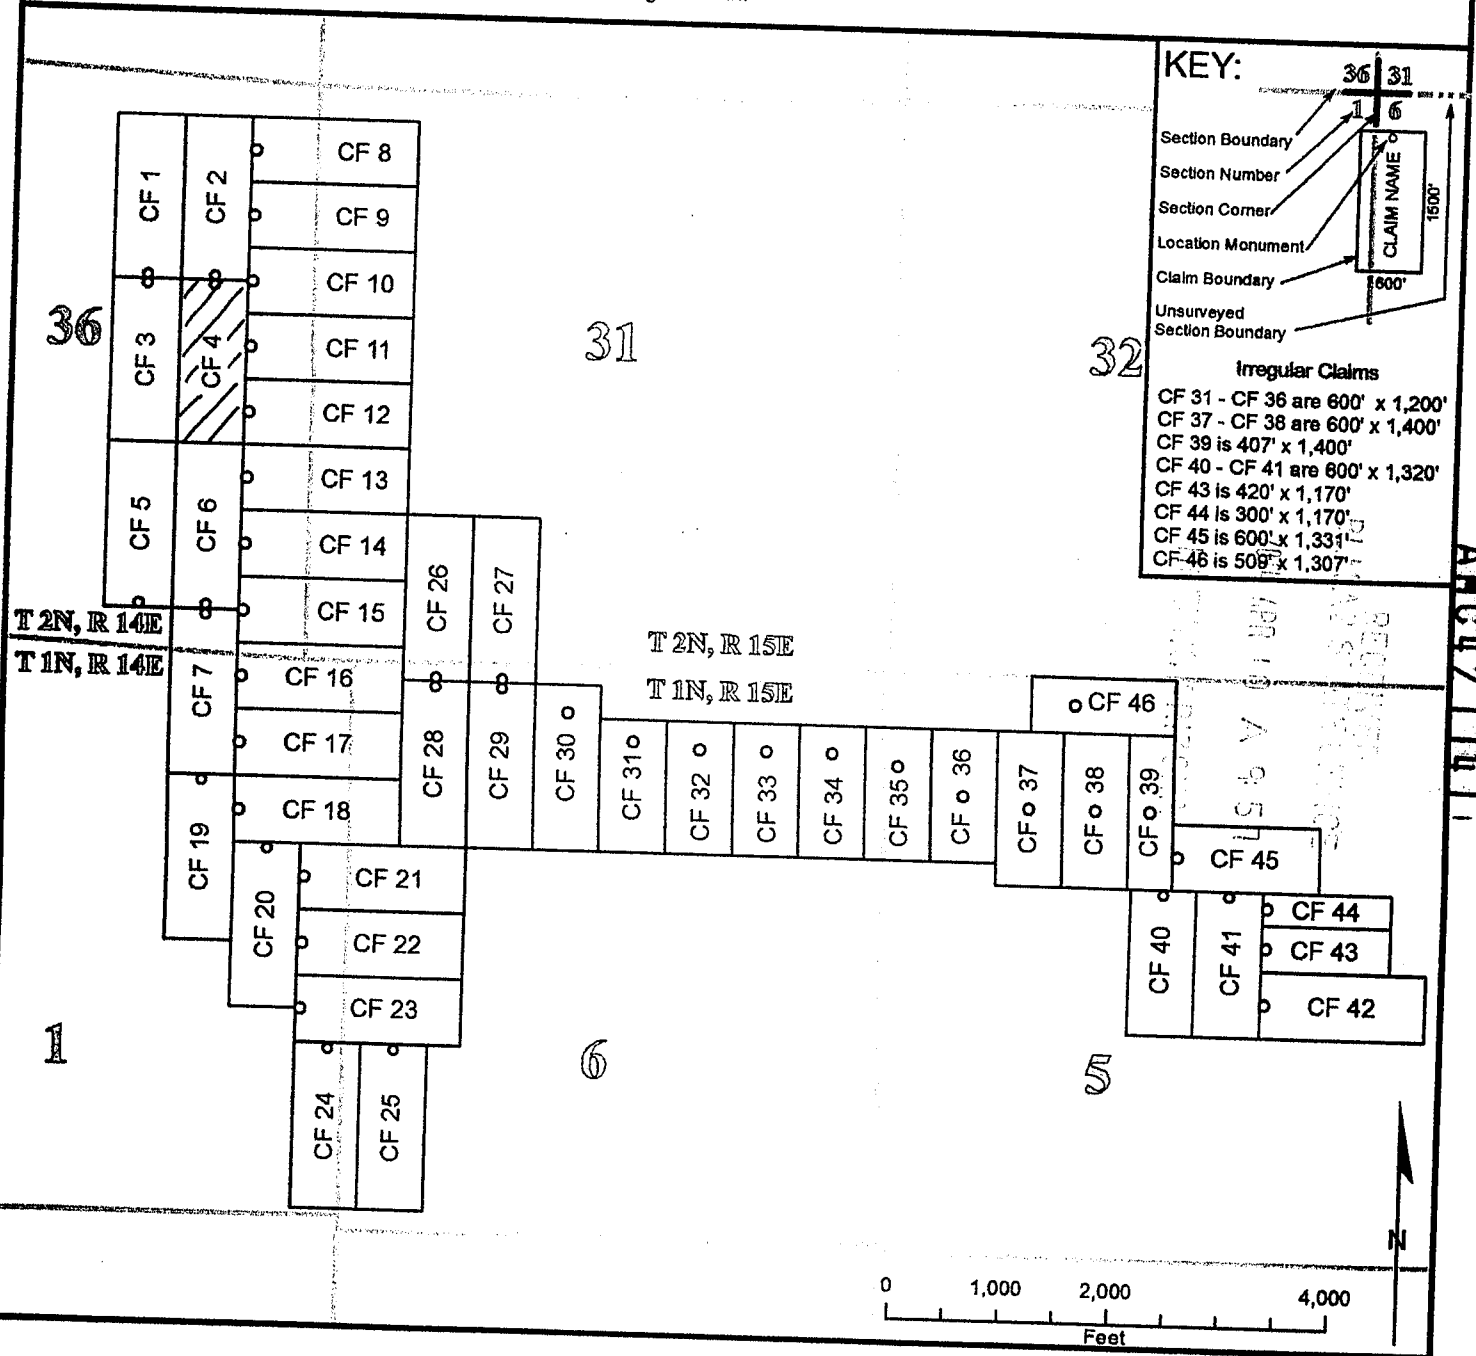 KEY:
36 31
1 6
Section Boundary
Section Number
Section Corner
Location Monument
Claim Boundary
Unsurveyed
Section Boundary
CLAIM NAME
1500'
600'
Irregular Claims
CF 31 - CF 36 are 600' x 1,200'
CF 37 - CF 38 are 600' x 1,400'
CF 39 is 407' x 1,400'
CF 40 - CF 41 are 600' x 1,320'
CF 43 is 420' x 1,170'
CF 44 is 300' x 1,170'
CF 45 is 600' x 1,331'
CF 46 is 509' x 1,307'
CF 1
CF 2
CF 8
CF 9
CF 10
36
CF 3
CF 4
CF 11
31
32
CF 12
CF 5
CF 6
CF 13
CF 14
CF 15
CF 26
CF 27
T 2N, R 14E
T 1N, R 14E
T 2N, R 15E
T 1N, R 15E
CF 7
CF 16
CF 17
CF 18
CF 28
CF 29
CF 30
CF 31
CF 32
CF 33
CF 34
CF 35
CF 36
CF 37
CF 38
CF 39
CF 46
CF 45
CF 19
CF 20
CF 21
CF 22
CF 23
CF 40
CF 41
CF 44
CF 43
CF 42
1
6
5
CF 24
CF 25
N
0 1,000 2,000 4,000
Feet
APR 10 A 9:57